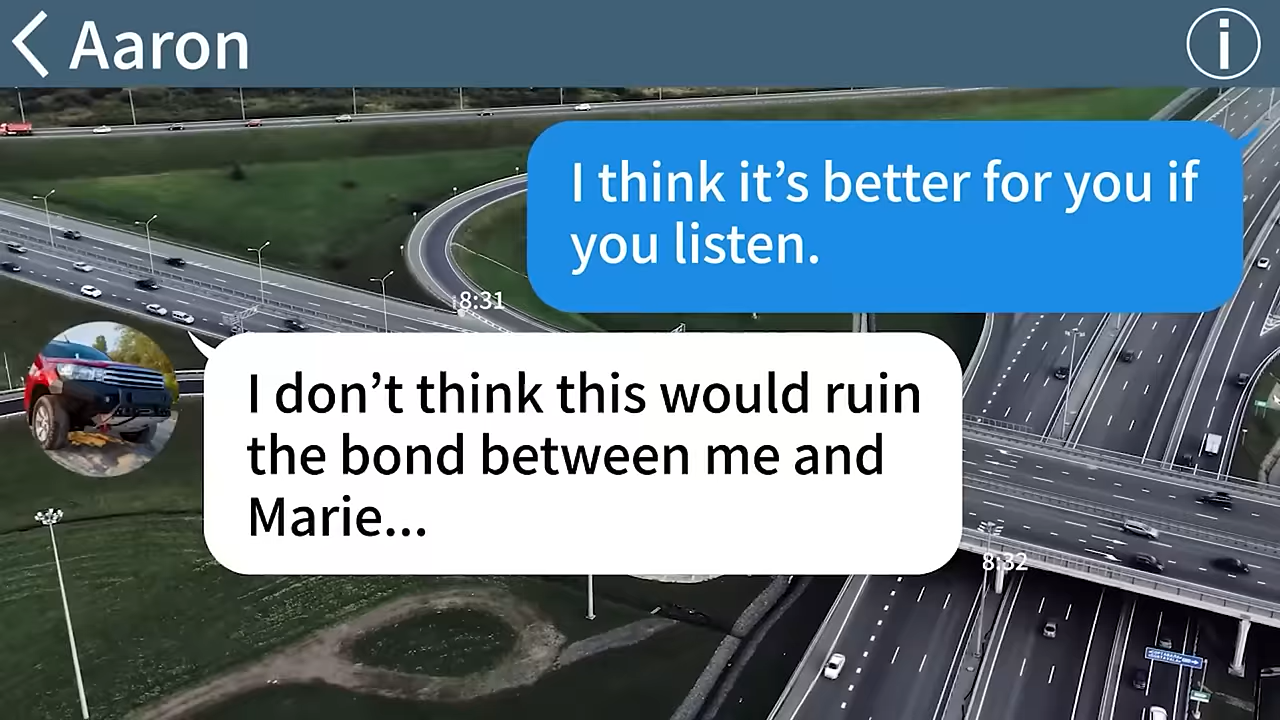 Aaron
i
I think it's better for you if
you listen.
8:31
I don't think this would ruin
the bond between me and
Marie...
8:32